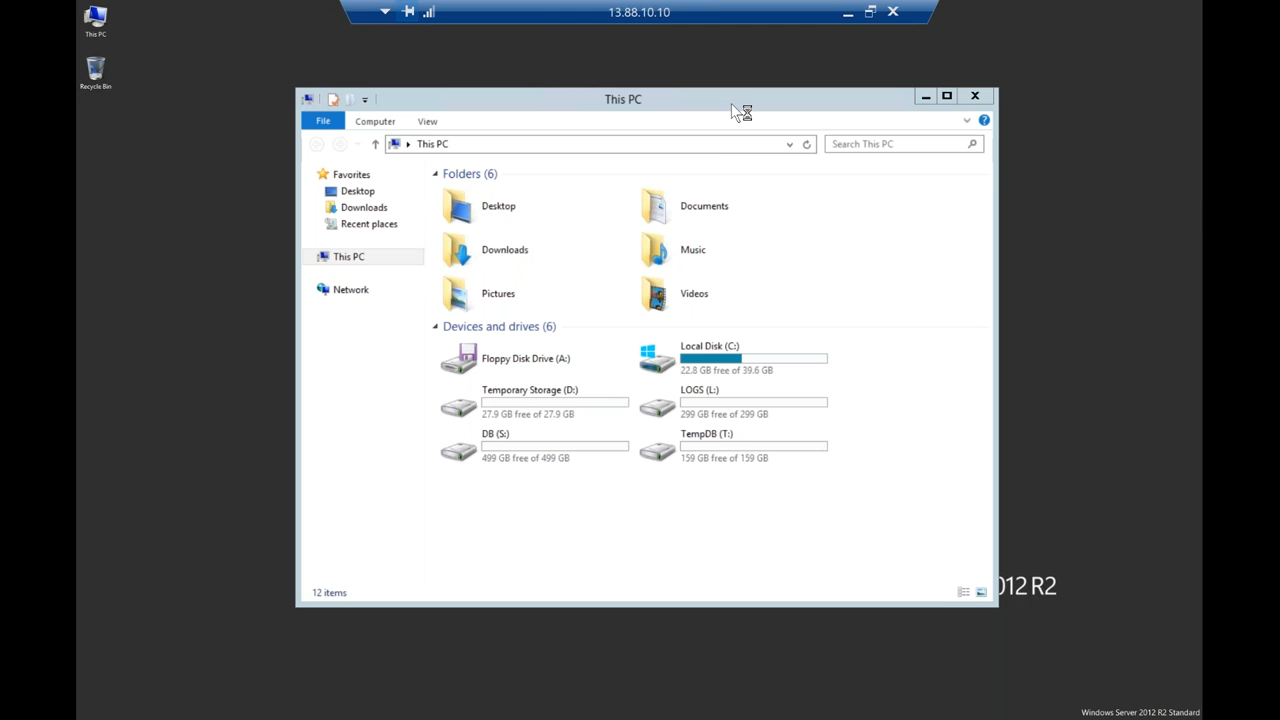 13.88.10.10
This PC
Recycle Bin
This PC
File
Computer
View
This PC
Search This PC
Favorites
Desktop
Downloads
Recent places
This PC
Network
Folders (6)
Desktop
Documents
Downloads
Music
Pictures
Videos
Devices and drives (6)
Floppy Disk Drive (A:)
Local Disk (C:)
22.8 GB free of 39.6 GB
Temporary Storage (D:)
27.9 GB free of 27.9 GB
LOGS (L:)
299 GB free of 299 GB
DB (S:)
499 GB free of 499 GB
TempDB (T:)
159 GB free of 159 GB
12 items
012 R2
Windows Server 2012 R2 Standard